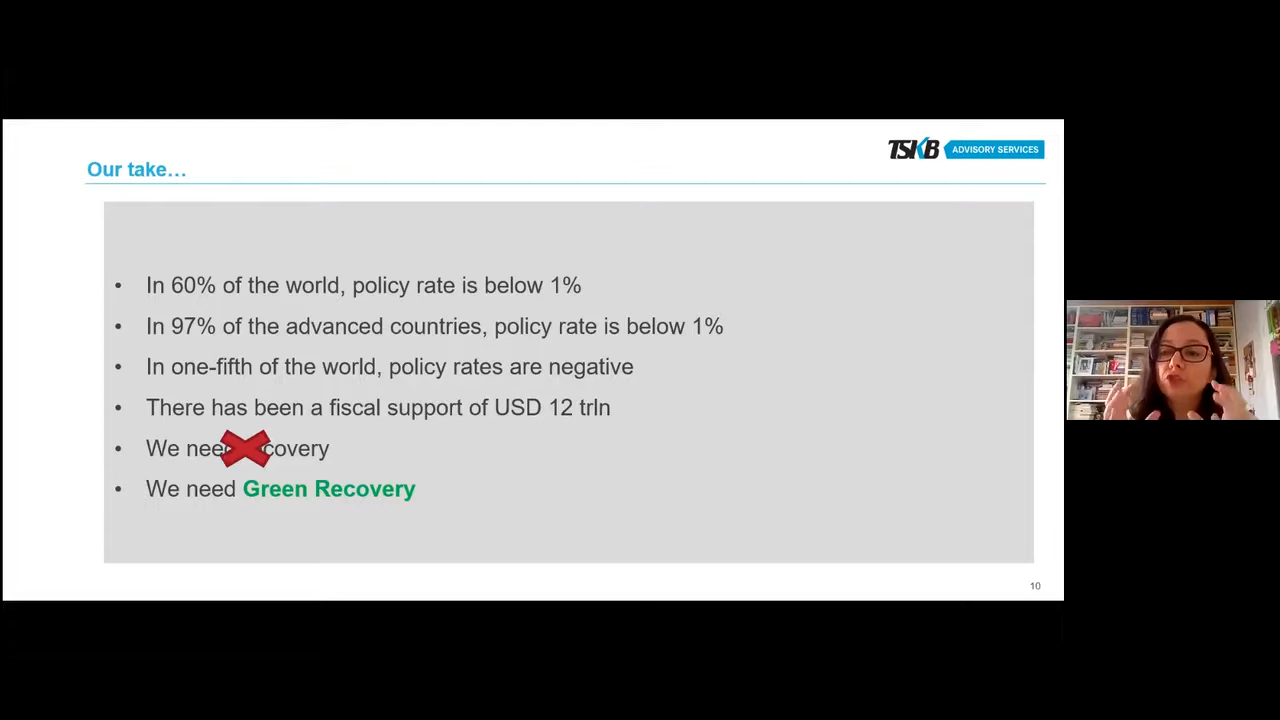 TSKB ADVISORY SERVICES
Our take…
• In 60% of the world, policy rate is below 1%
• In 97% of the advanced countries, policy rate is below 1%
• In one-fifth of the world, policy rates are negative
• There has been a fiscal support of USD 12 trln
• We need covery
• We need Green Recovery
10